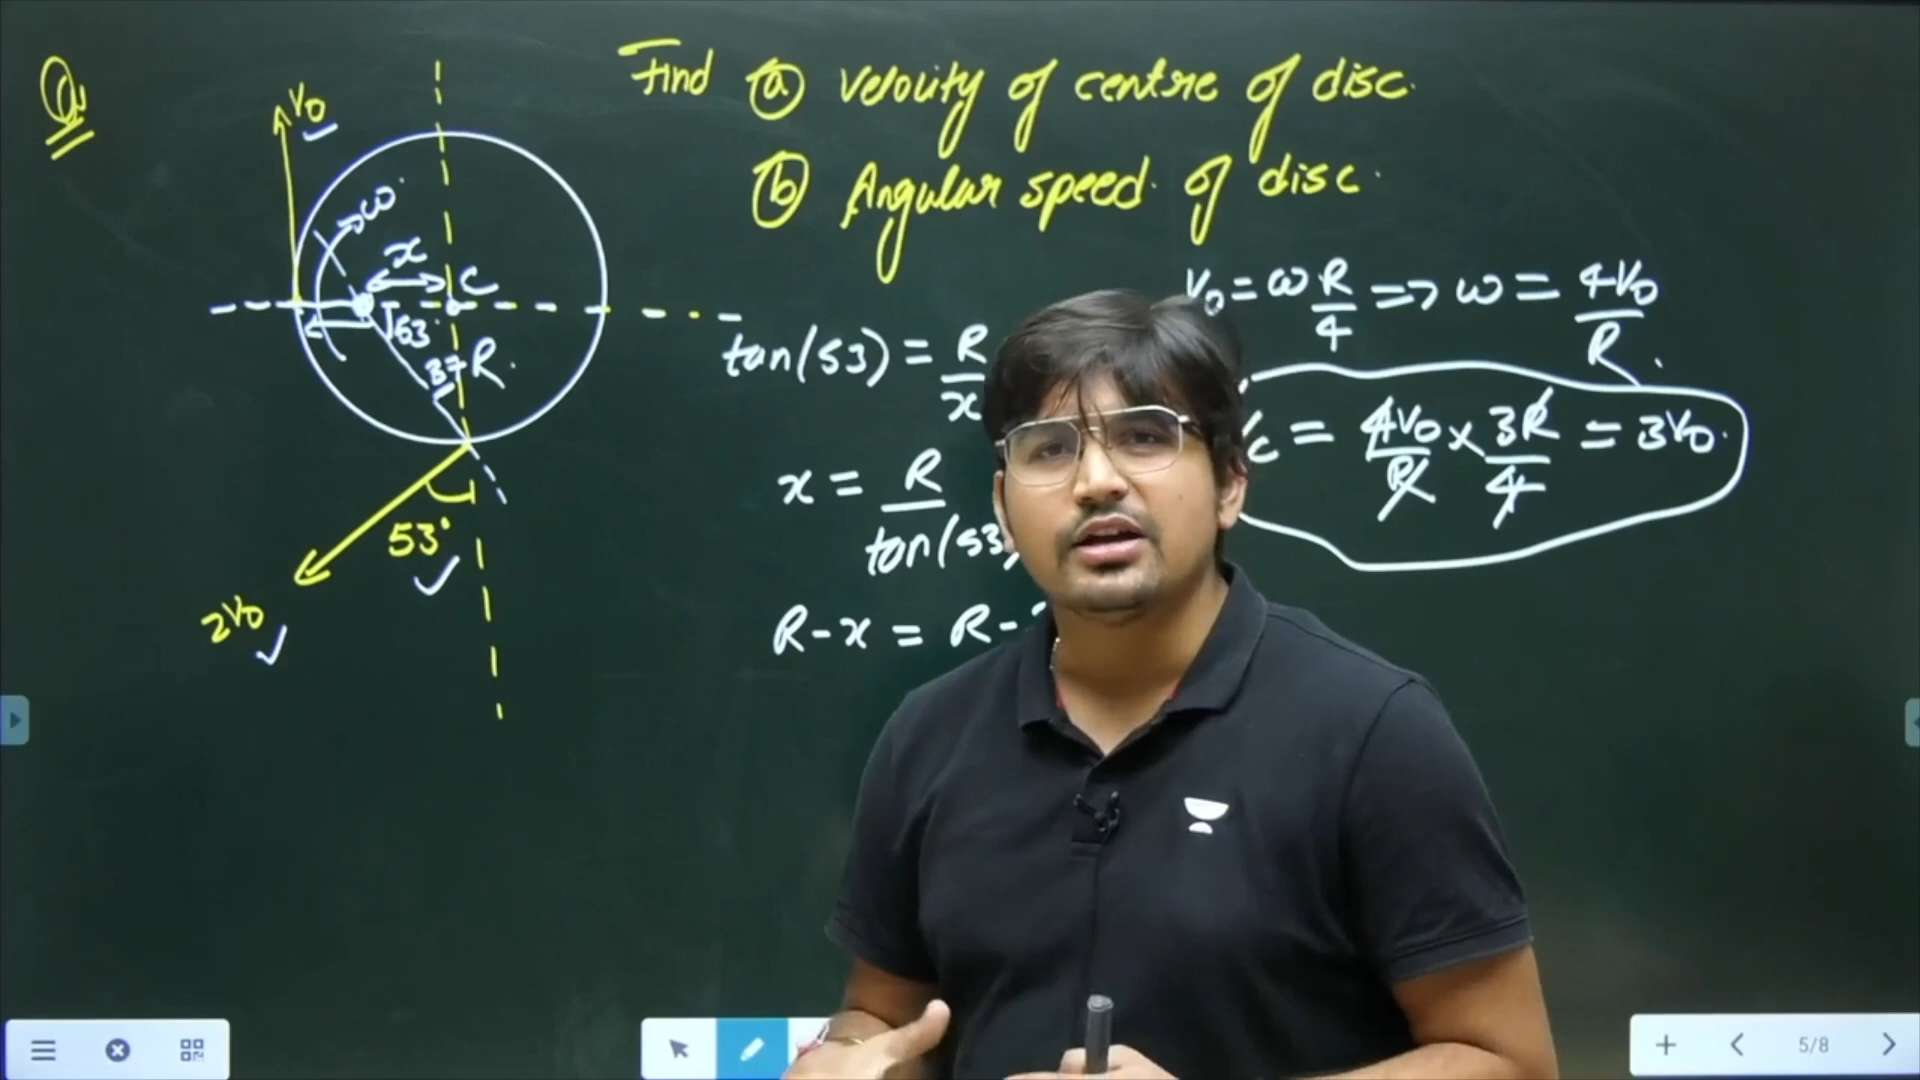 Q
Find (a) Velocity of centre of disc.
(b) Angular speed of disc.
V0
ω
x
C
53°
R
53°
2V0
tan(53) = R/x
x = R/tan(53
R-x = R-
V0 = ωR/4 => ω = 4V0/R.
c = 4V0/R × 3R/4 = 3V0.
5/8